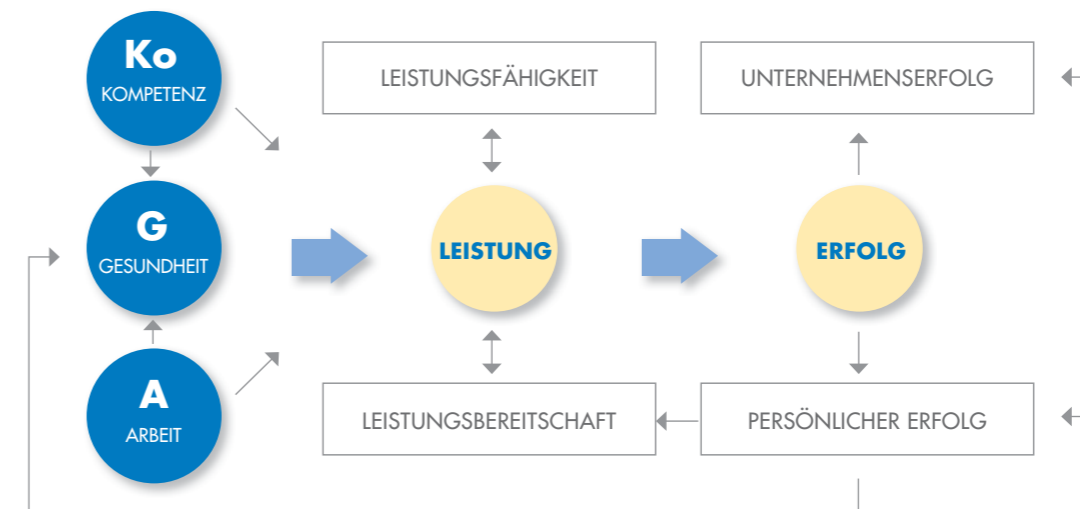 Ko
KOMPETENZ
LEISTUNGSFÄHIGKEIT
UNTERNEHMENSERFOLG
G
GESUNDHEIT
LEISTUNG
ERFOLG
A
ARBEIT
LEISTUNGSBEREITSCHAFT
PERSÖNLICHER ERFOLG